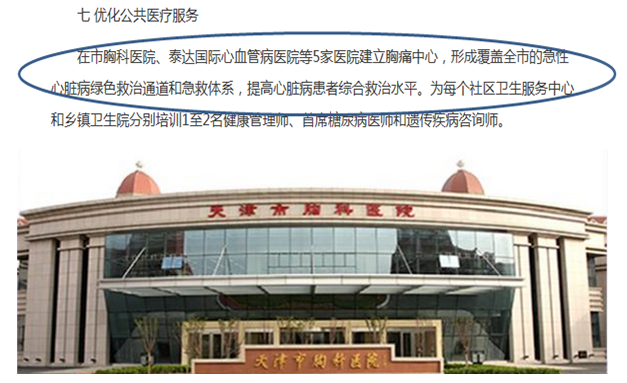 七 优化公共医疗服务
在市胸科医院、泰达国际心血管病医院等5家医院建立胸痛中心，形成覆盖全市的急性
心脏病绿色救治通道和急救体系，提高心脏病患者综合救治水平。为每个社区卫生服务中心
和乡镇卫生院分别培训1至2名健康管理师、首席糖尿病医师和遗传疾病咨询师。
天津市胸科医院
天津市胸科医院